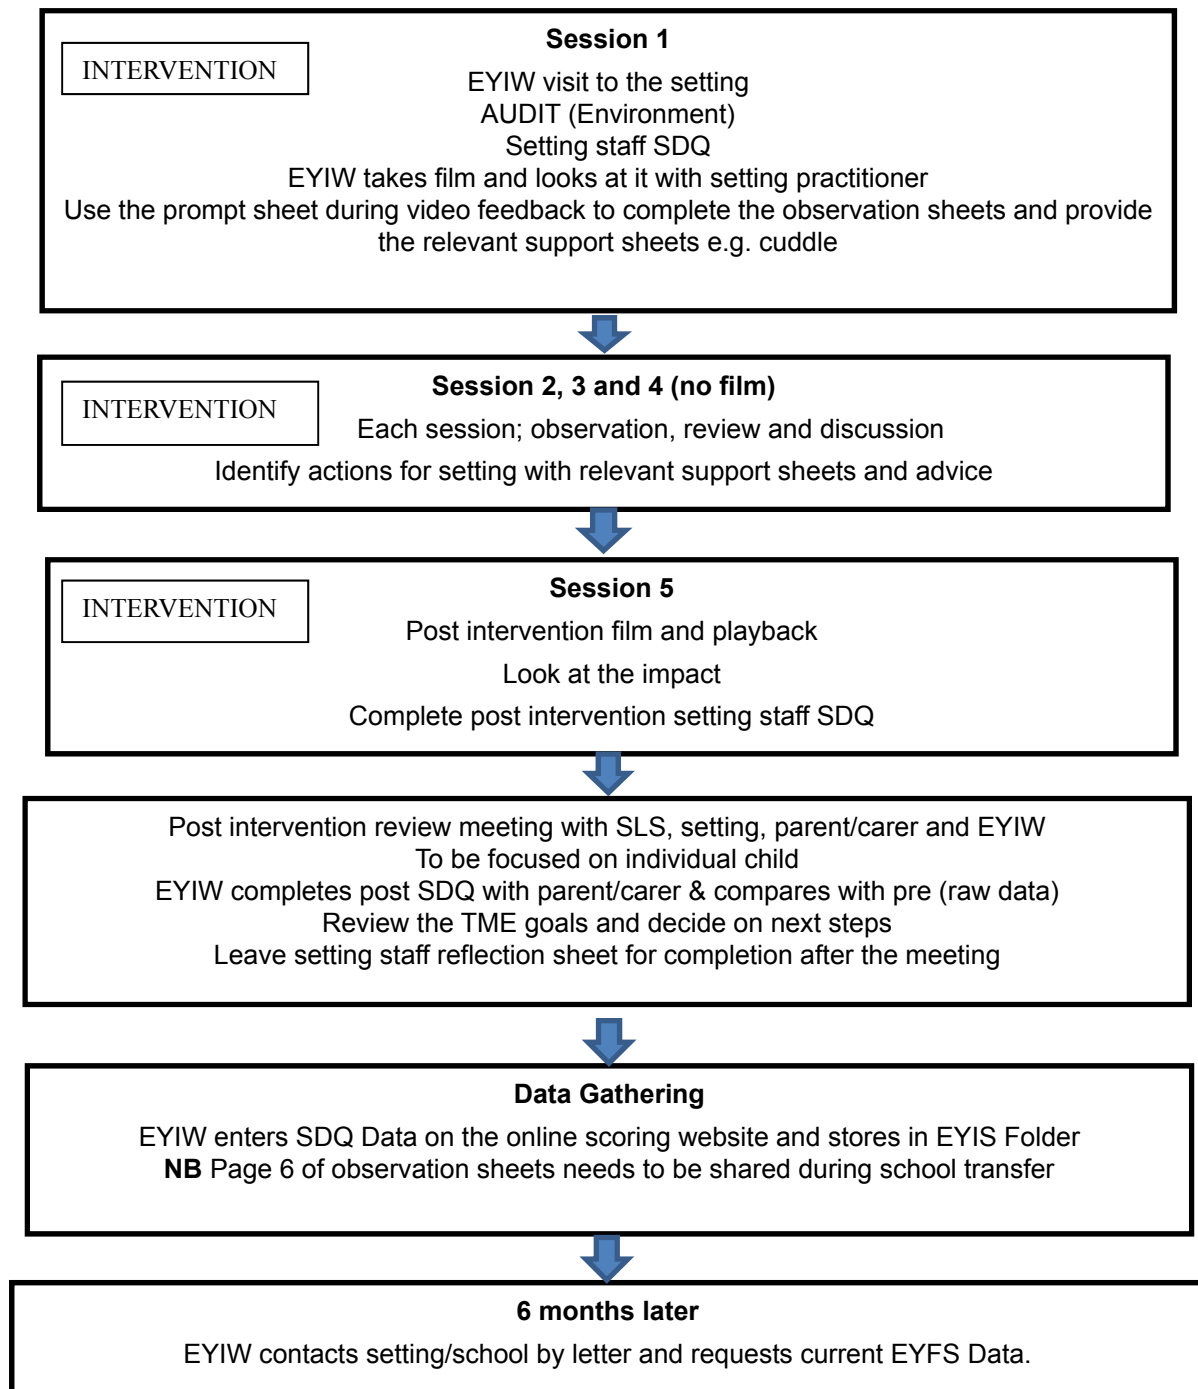 Session 1
INTERVENTION
EYIW visit to the setting
AUDIT (Environment)
Setting staff SDQ
EYIW takes film and looks at it with setting practitioner
Use the prompt sheet during video feedback to complete the observation sheets and provide
the relevant support sheets e.g. cuddle
Session 2, 3 and 4 (no film)
INTERVENTION
Each session; observation, review and discussion
Identify actions for setting with relevant support sheets and advice
Session 5
INTERVENTION
Post intervention film and playback
Look at the impact
Complete post intervention setting staff SDQ
Post intervention review meeting with SLS, setting, parent/carer and EYIW
To be focused on individual child
EYIW completes post SDQ with parent/carer & compares with pre (raw data)
Review the TME goals and decide on next steps
Leave setting staff reflection sheet for completion after the meeting
Data Gathering
EYIW enters SDQ Data on the online scoring website and stores in EYIS Folder
NB Page 6 of observation sheets needs to be shared during school transfer
6 months later
EYIW contacts setting/school by letter and requests current EYFS Data.